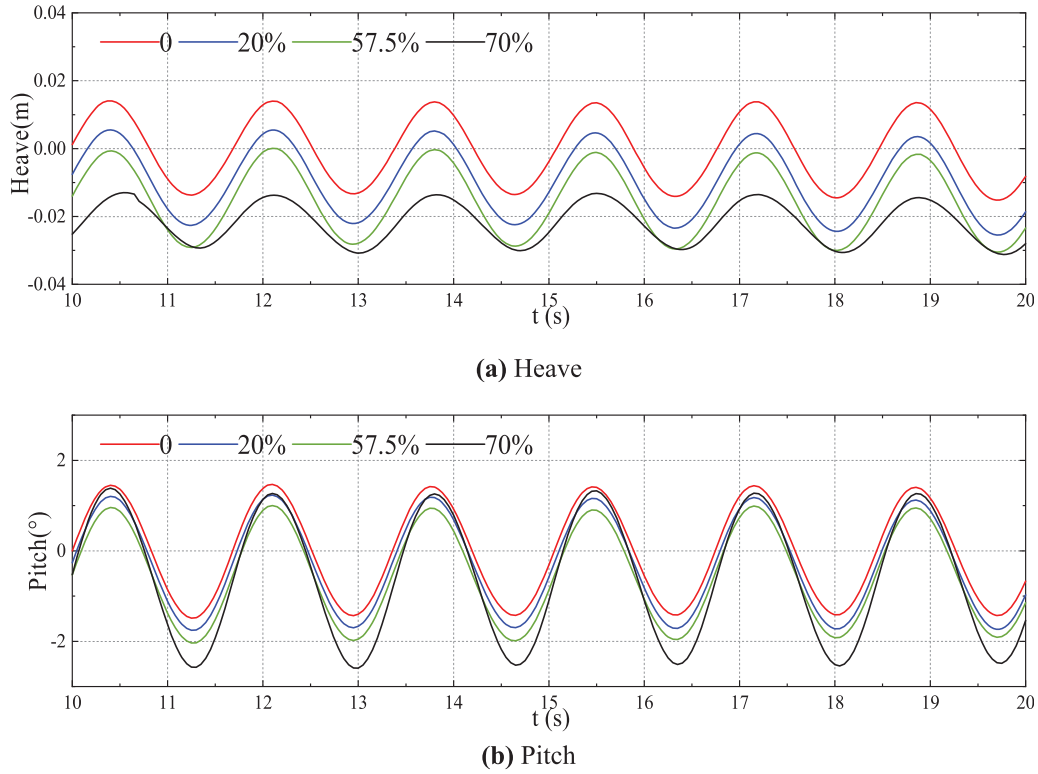 0.04
0 20% 57.5% 70%
0.02
0.00
-0.02
-0.04
Heave(m)
10 11 12 13 14 15 16 17 18 19 20
t (s)
(a) Heave
0 20% 57.5% 70%
2
0
-2
Pitch(°)
10 11 12 13 14 15 16 17 18 19 20
t (s)
(b) Pitch